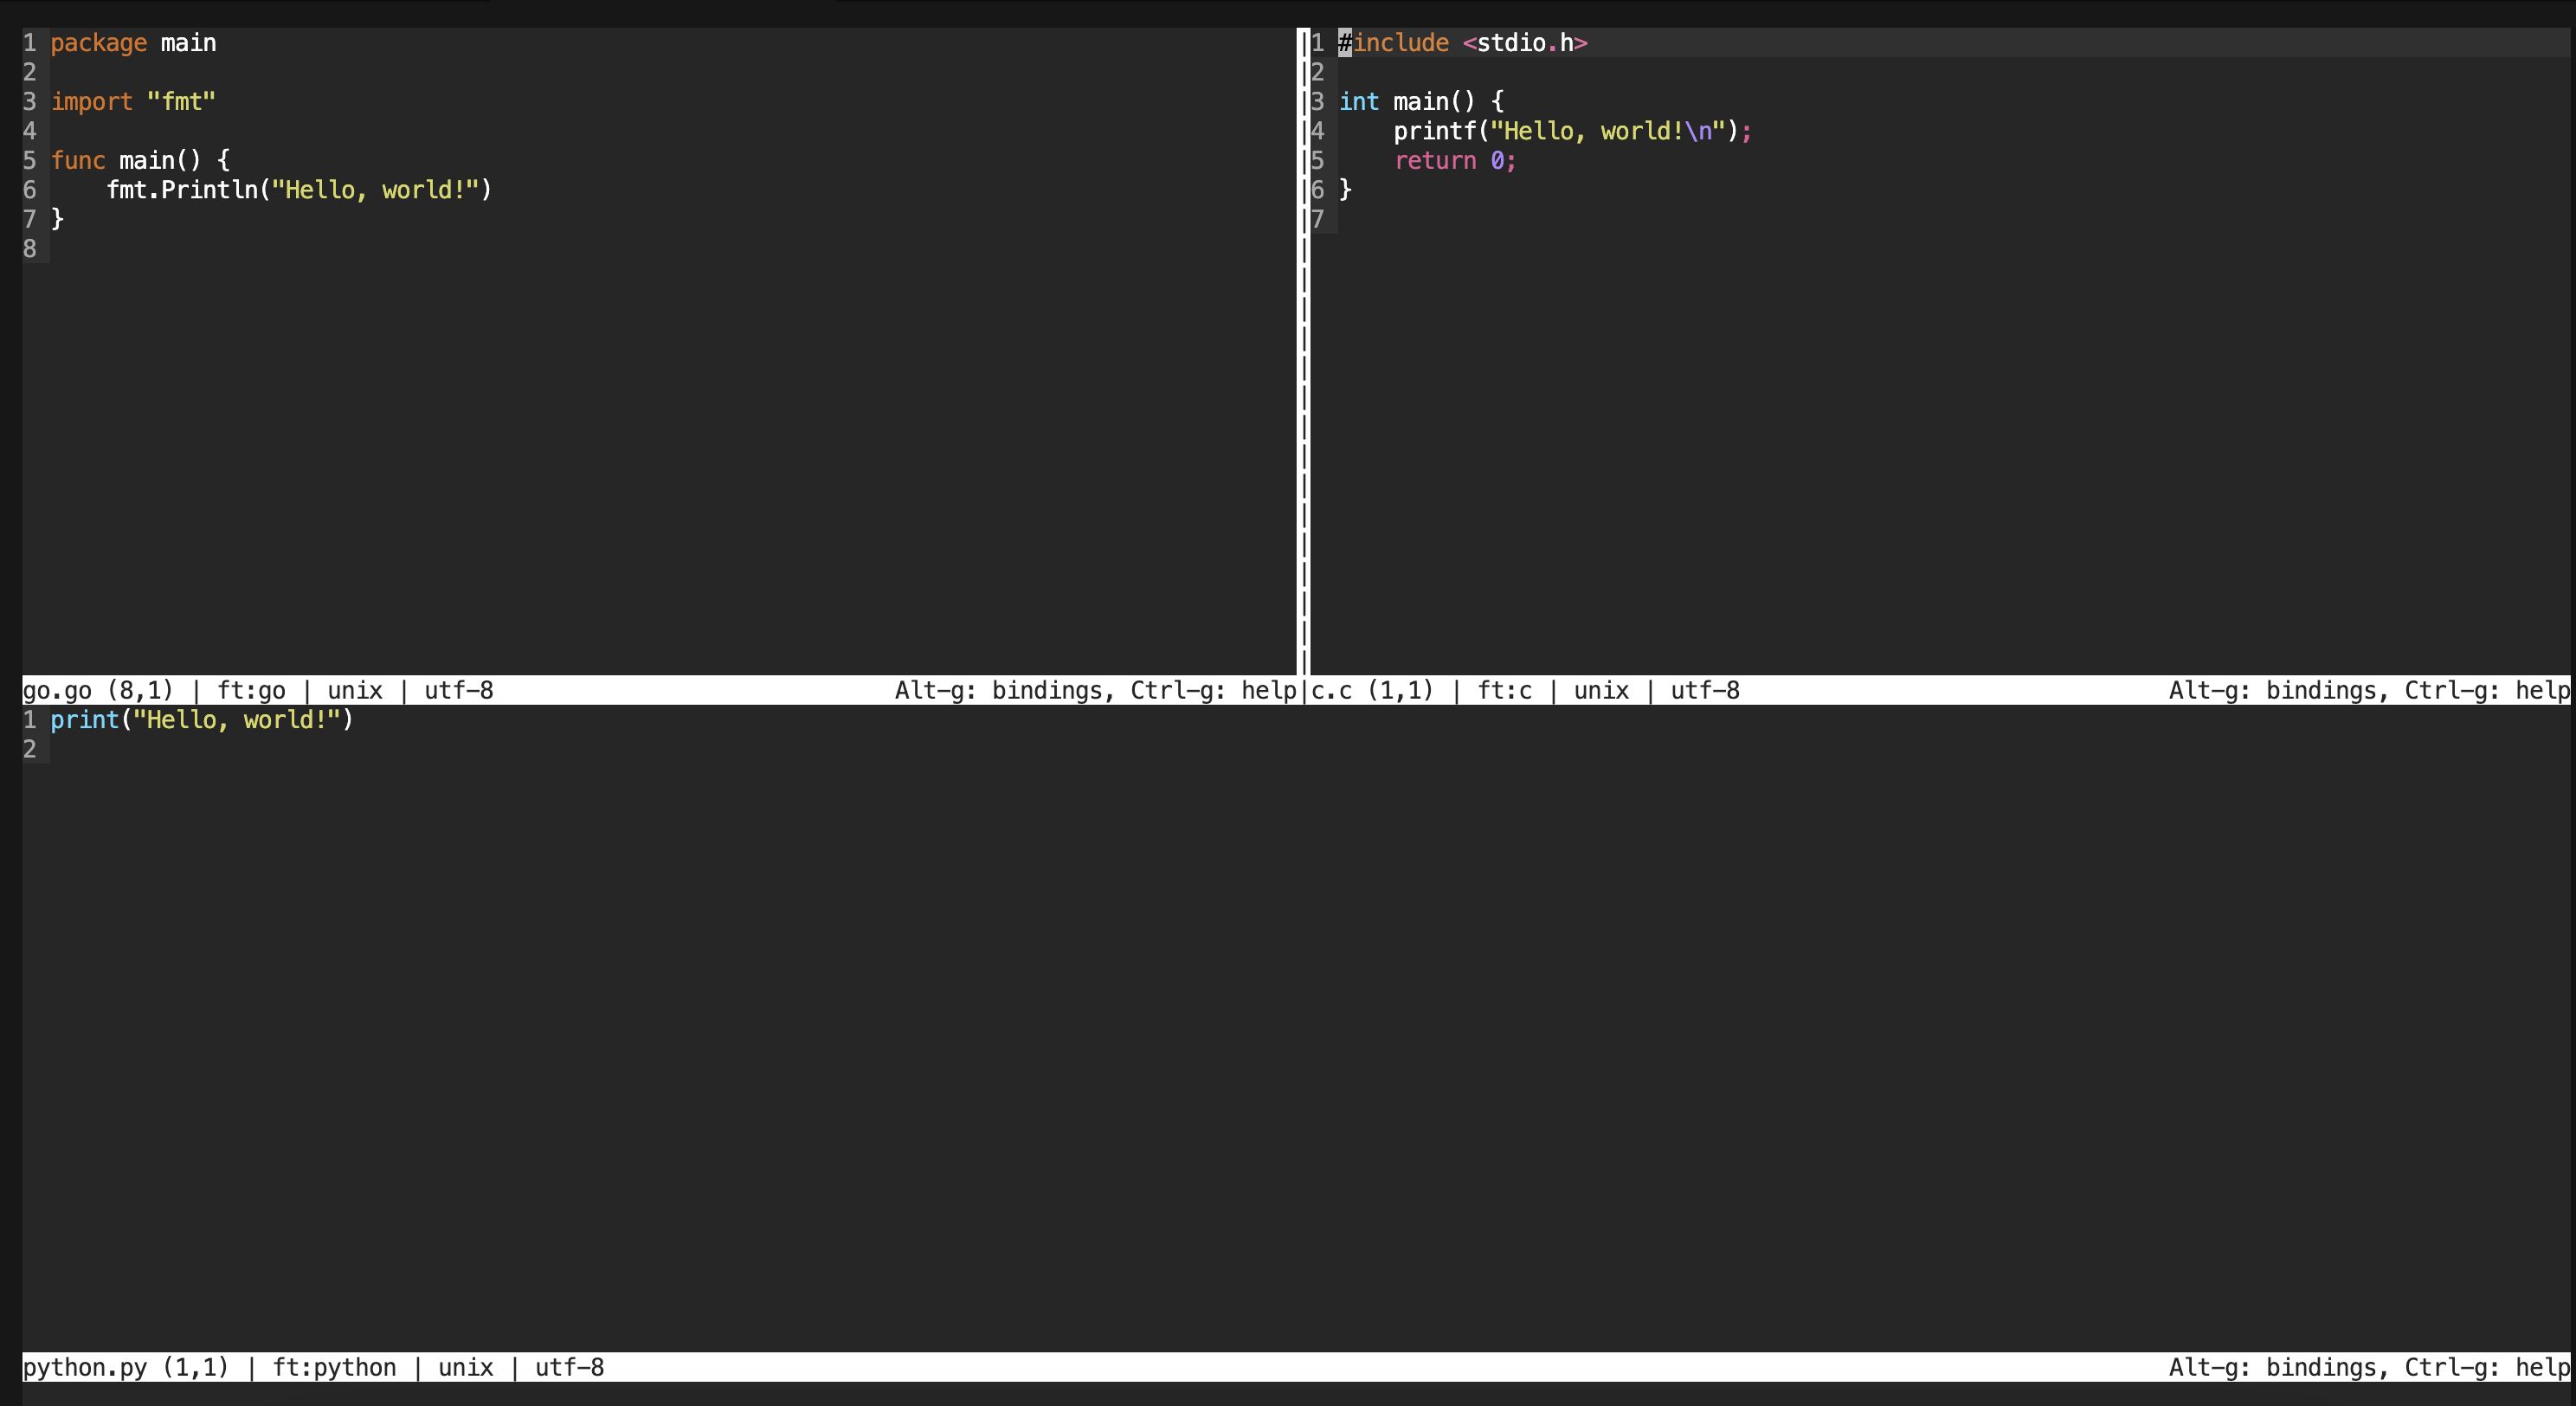 1 package main
2
3 import "fmt"
4
5 func main() {
6     fmt.Println("Hello, world!")
7 }
8
go.go (8,1) | ft:go | unix | utf-8 Alt-g: bindings, Ctrl-g: help
1 #include <stdio.h>
2
3 int main() {
4     printf("Hello, world!\n");
5     return 0;
6 }
7
c.c (1,1) | ft:c | unix | utf-8 Alt-g: bindings, Ctrl-g: help
1 print("Hello, world!")
2
python.py (1,1) | ft:python | unix | utf-8 Alt-g: bindings, Ctrl-g: help